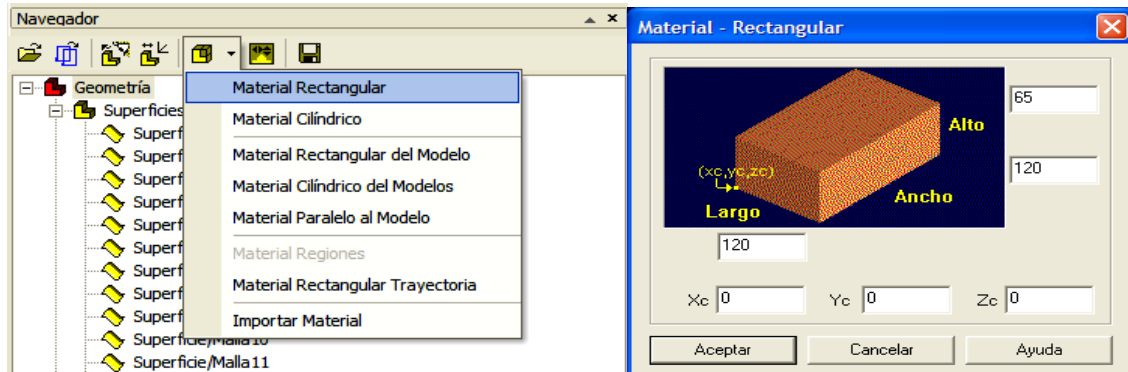 Navegador
Geometría
Superficies
Superf
Superf
Superf
Superf
Superf
Superf
Superf
Superf
Superf
Superficie/Malla10
Superficie/Malla11
Material Rectangular
Material Cilíndrico
Material Rectangular del Modelo
Material Cilíndrico del Modelos
Material Paralelo al Modelo
Material Regiones
Material Rectangular Trayectoria
Importar Material
Material - Rectangular
65
Alto
120
(xc,yc,zc)
Ancho
Largo
120
Xc 0 Yc 0 Zc 0
Aceptar Cancelar Ayuda